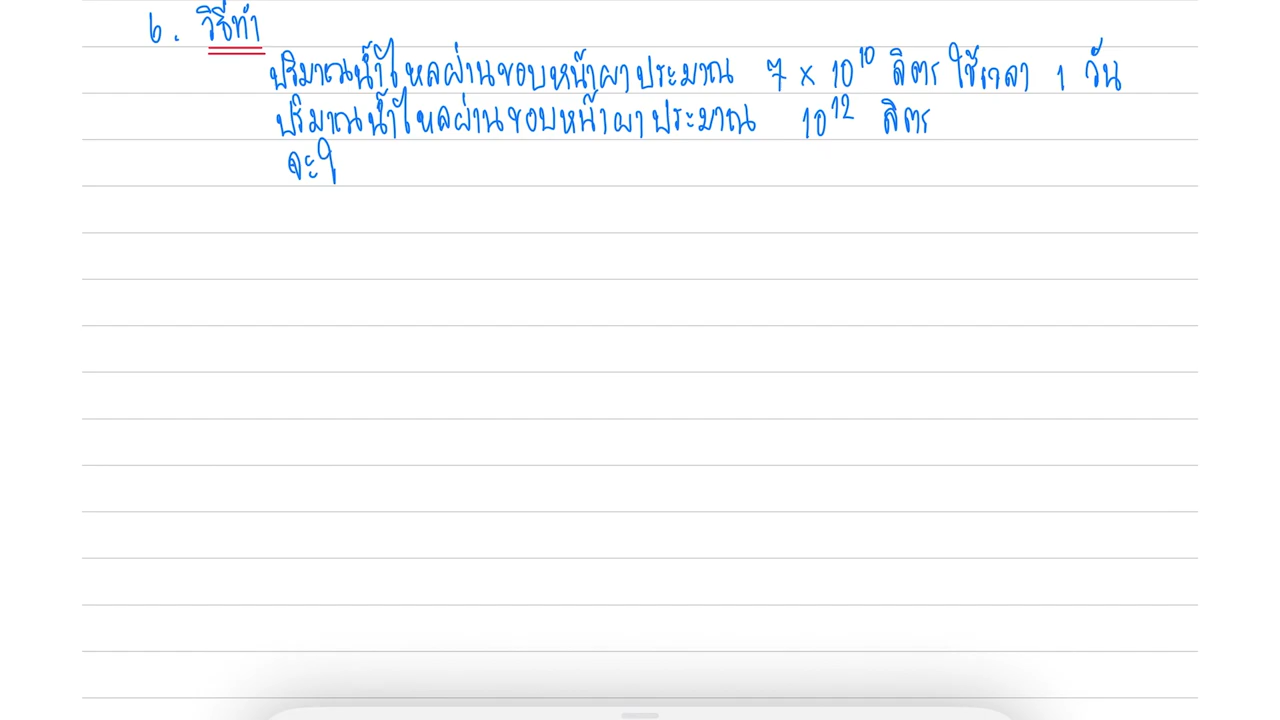 6. วิธีทำ
ปริมาณน้ำไหลผ่านขอบหน้าผาประมาณ 7 × 10¹⁰ ลิตร ใช้เวลา 1 วัน
ปริมาณน้ำไหลผ่านขอบหน้าผาประมาณ 10¹² ลิตร
จะใ